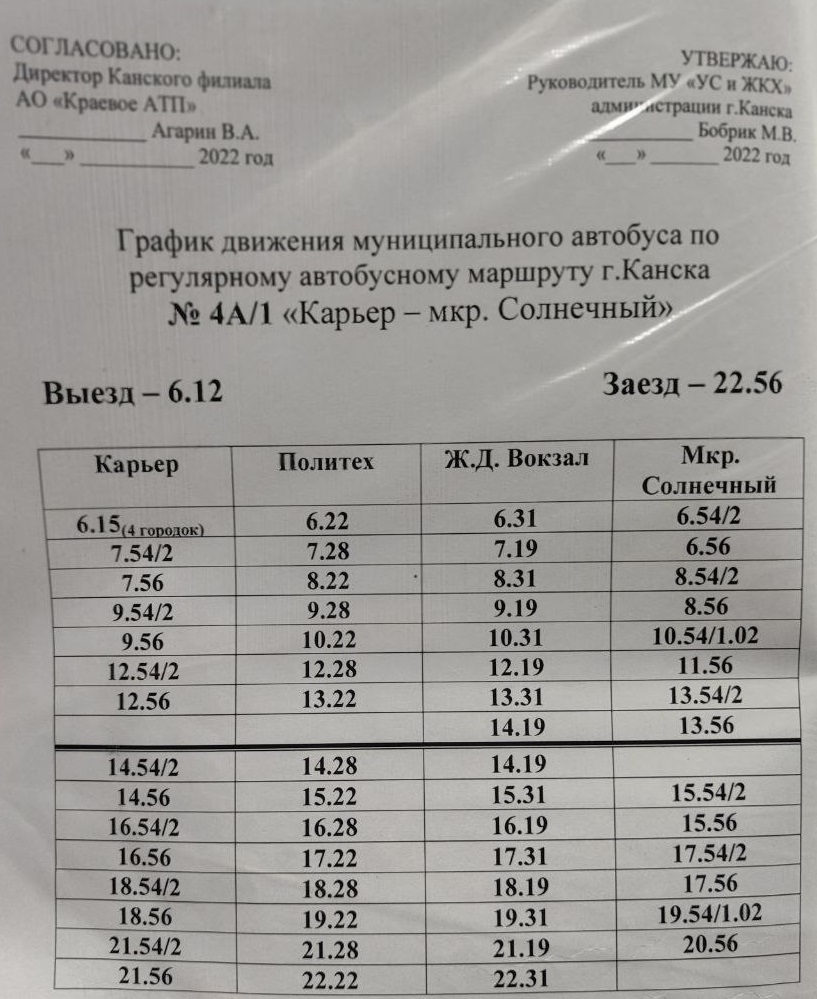 СОГЛАСОВАНО:
Директор Канского филиала
АО «Краевое АТП»
__________ Агарин В.А.
«___» _________ 2022 год
УТВЕРЖДАЮ:
Руководитель МУ «УС и ЖКХ»
администрации г.Канска
________ Бобрик М.В.
«___» ______ 2022 год
График движения муниципального автобуса по
регулярному автобусному маршруту г.Канска
№ 4А/1 «Карьер – мкр. Солнечный»
Выезд – 6.12 Заезд – 22.56
Карьер Политех Ж.Д. Вокзал Мкр.
Солнечный
6.15(4 городок) 6.22 6.31 6.54/2
7.54/2 7.28 7.19 6.56
7.56 8.22 8.31 8.54/2
9.54/2 9.28 9.19 8.56
9.56 10.22 10.31 10.54/1.02
12.54/2 12.28 12.19 11.56
12.56 13.22 13.31 13.54/2
14.19 13.56
14.54/2 14.28 14.19
14.56 15.22 15.31 15.54/2
16.54/2 16.28 16.19 15.56
16.56 17.22 17.31 17.54/2
18.54/2 18.28 18.19 17.56
18.56 19.22 19.31 19.54/1.02
21.54/2 21.28 21.19 20.56
21.56 22.22 22.31